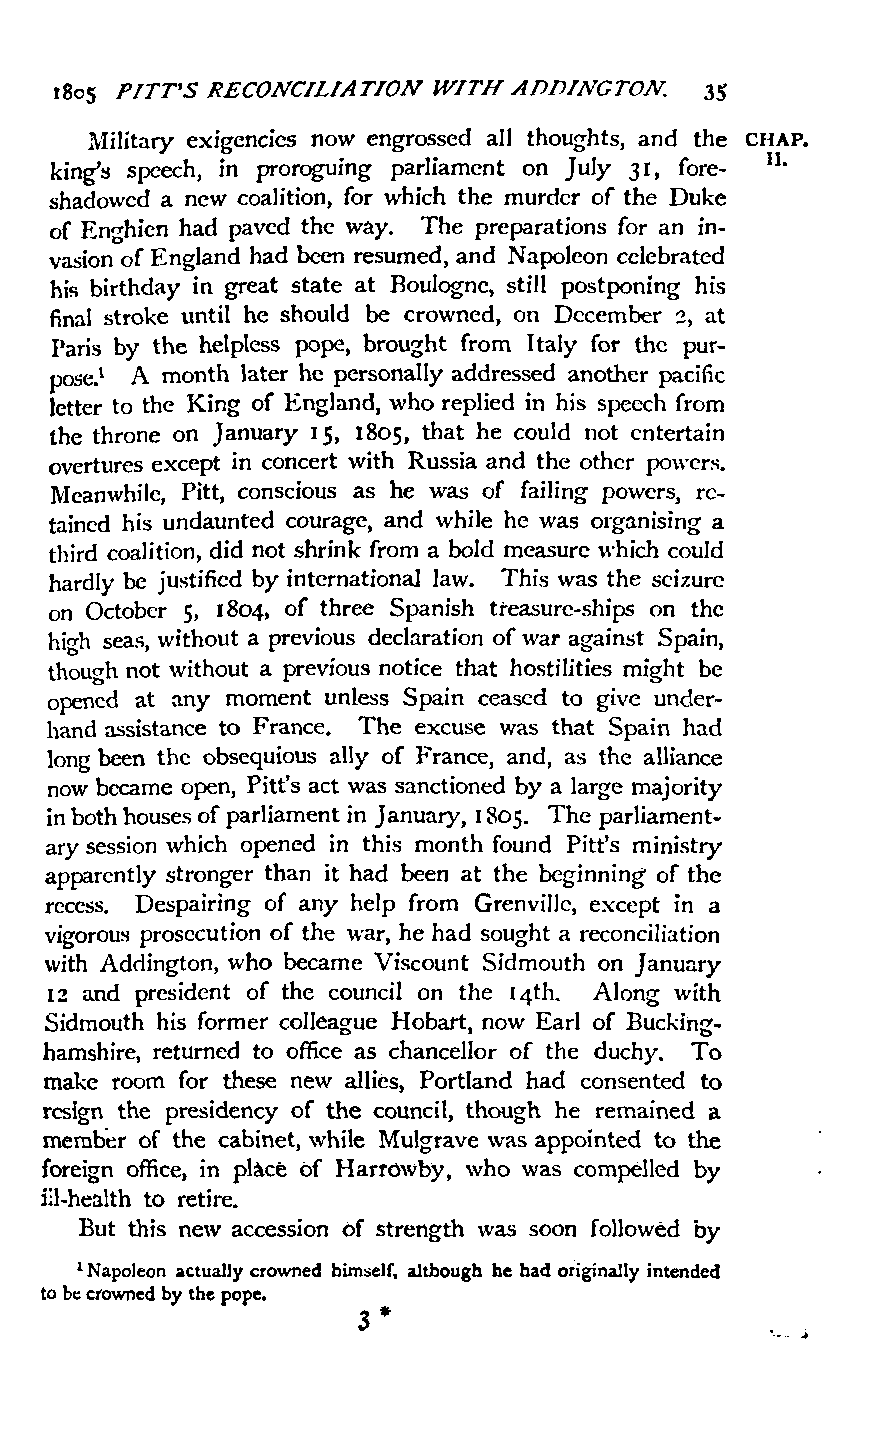 1805 PITT'S RECONCILIATION WITH ADDINGTON. 35
Military exigencies now engrossed all thoughts, and the CHAP.
king's speech, in proroguing parliament on July 31, fore- II.
shadowed a new coalition, for which the murder of the Duke
of Enghien had paved the way. The preparations for an in-
vasion of England had been resumed, and Napoleon celebrated
his birthday in great state at Boulogne, still postponing his
final stroke until he should be crowned, on December 2, at
Paris by the helpless pope, brought from Italy for the pur-
pose.¹ A month later he personally addressed another pacific
letter to the King of England, who replied in his speech from
the throne on January 15, 1805, that he could not entertain
overtures except in concert with Russia and the other powers.
Meanwhile, Pitt, conscious as he was of failing powers, re-
tained his undaunted courage, and while he was organising a
third coalition, did not shrink from a bold measure which could
hardly be justified by international law. This was the seizure
on October 5, 1804, of three Spanish treasure-ships on the
high seas, without a previous declaration of war against Spain,
though not without a previous notice that hostilities might be
opened at any moment unless Spain ceased to give under-
hand assistance to France. The excuse was that Spain had
long been the obsequious ally of France, and, as the alliance
now became open, Pitt's act was sanctioned by a large majority
in both houses of parliament in January, 1805. The parliament-
ary session which opened in this month found Pitt's ministry
apparently stronger than it had been at the beginning of the
recess. Despairing of any help from Grenville, except in a
vigorous prosecution of the war, he had sought a reconciliation
with Addington, who became Viscount Sidmouth on January
12 and president of the council on the 14th. Along with
Sidmouth his former colleague Hobart, now Earl of Bucking-
hamshire, returned to office as chancellor of the duchy. To
make room for these new allies, Portland had consented to
resign the presidency of the council, though he remained a
member of the cabinet, while Mulgrave was appointed to the
foreign office, in place of Harrowby, who was compelled by
ill-health to retire.
But this new accession of strength was soon followed by
¹ Napoleon actually crowned himself, although he had originally intended
to be crowned by the pope.
3 *